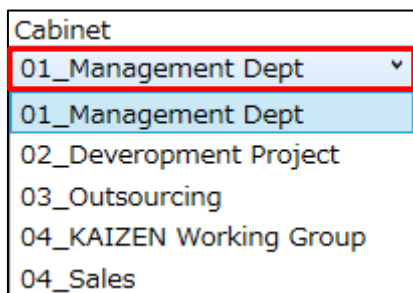 Cabinet
01_Management Dept
01_Management Dept
02_Deveropment Project
03_Outsourcing
04_KAIZEN Working Group
04_Sales